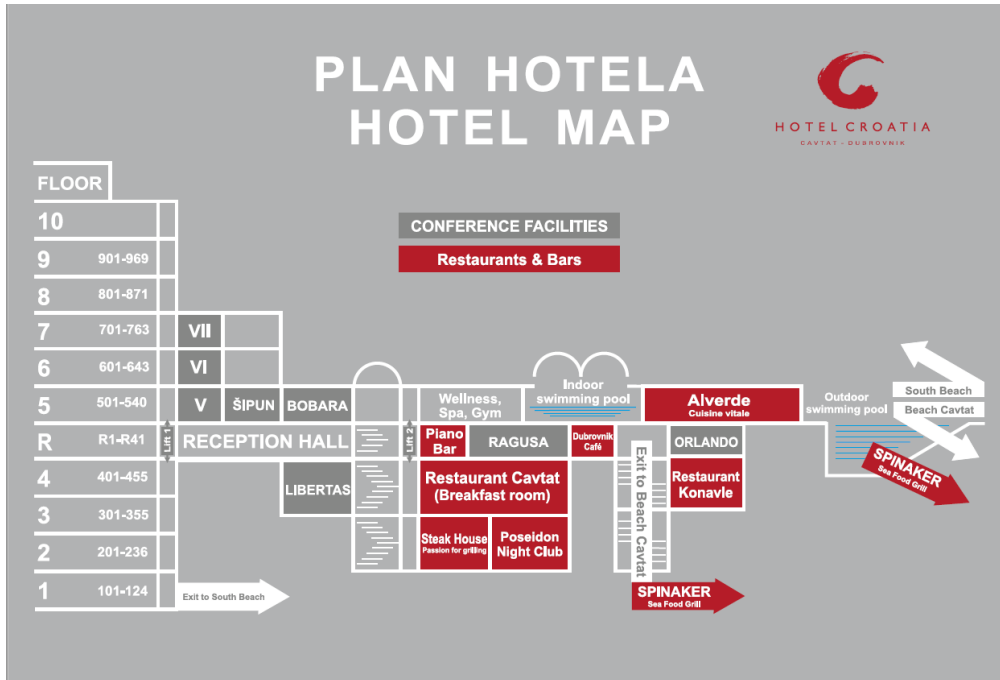 PLAN HOTELA
HOTEL MAP
HOTEL CROATIA
CAVTAT - DUBROVNIK
CONFERENCE FACILITIES
Restaurants & Bars
FLOOR
10
9 901-969
8 801-871
7 701-763 VII
6 601-643 VI
5 501-540 V ŠIPUN BOBARA
Wellness,
Spa, Gym
Indoor
swimming pool
Alverde
Cuisine vitale
Outdoor
swimming pool
South Beach
Beach Cavtat
R R1-R41 Lift 1 RECEPTION HALL Lift 2
Piano
Bar
RAGUSA
Dubrovnik
Café
Exit to Beach Cavtat
ORLANDO
SPINAKER
Sea Food Grill
4 401-455
LIBERTAS
Restaurant Cavtat
(Breakfast room)
Restaurant
Konavle
3 301-355
2 201-236
Steak House
Passion for grilling
Poseidon
Night Club
1 101-124
Exit to South Beach
SPINAKER
Sea Food Grill